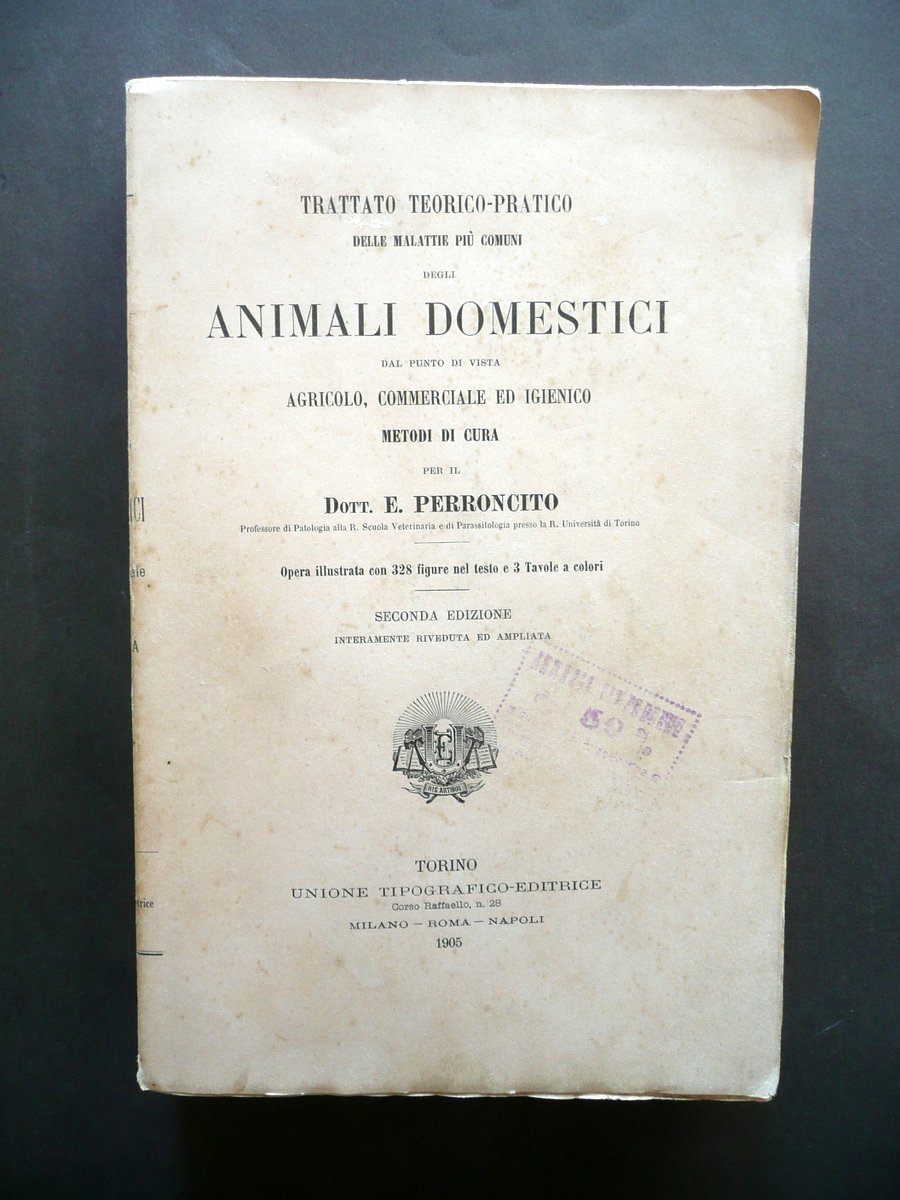 TRATTATO TEORICO-PRATICO
DELLE MALATTIE PIÙ COMUNI
DEGLI
ANIMALI DOMESTICI
DAL PUNTO DI VISTA
AGRICOLO, COMMERCIALE ED IGIENICO
METODI DI CURA
PER IL
DOTT. E. PERRONCITO
Professore di Patologia alla R. Scuola Veterinaria e di Parassitologia presso la R. Università di Torino
Opera illustrata con 328 figure nel testo e 3 Tavole a colori
SECONDA EDIZIONE
INTERAMENTE RIVEDUTA ED AMPLIATA
UTE
HIS ARTIBUS
TORINO
UNIONE TIPOGRAFICO-EDITRICE
Corso Raffaello, n. 28
MILANO - ROMA - NAPOLI
1905